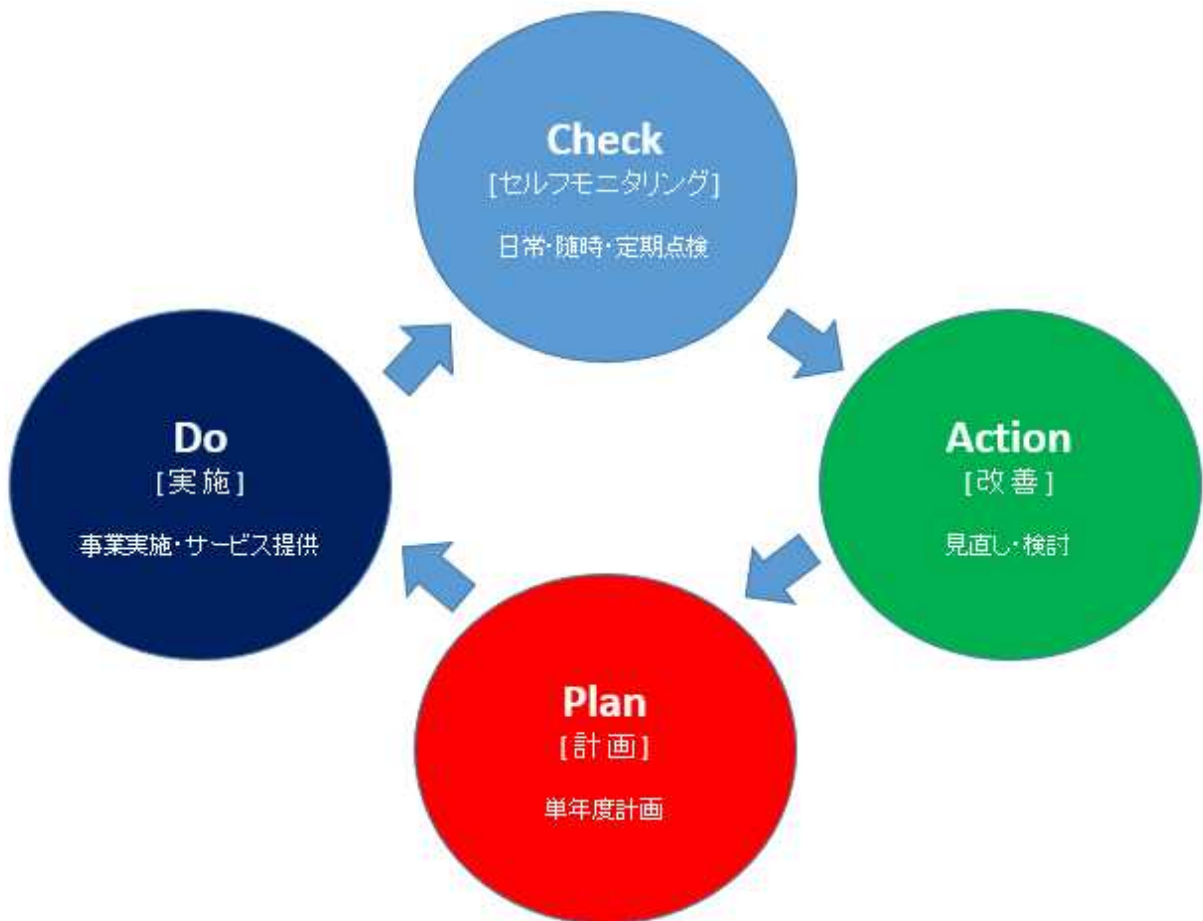 Check
[セルフモニタリング]
日常・随時・定期点検
Do
[実施]
事業実施・サービス提供
Action
[改善]
見直し・検討
Plan
[計画]
単年度計画